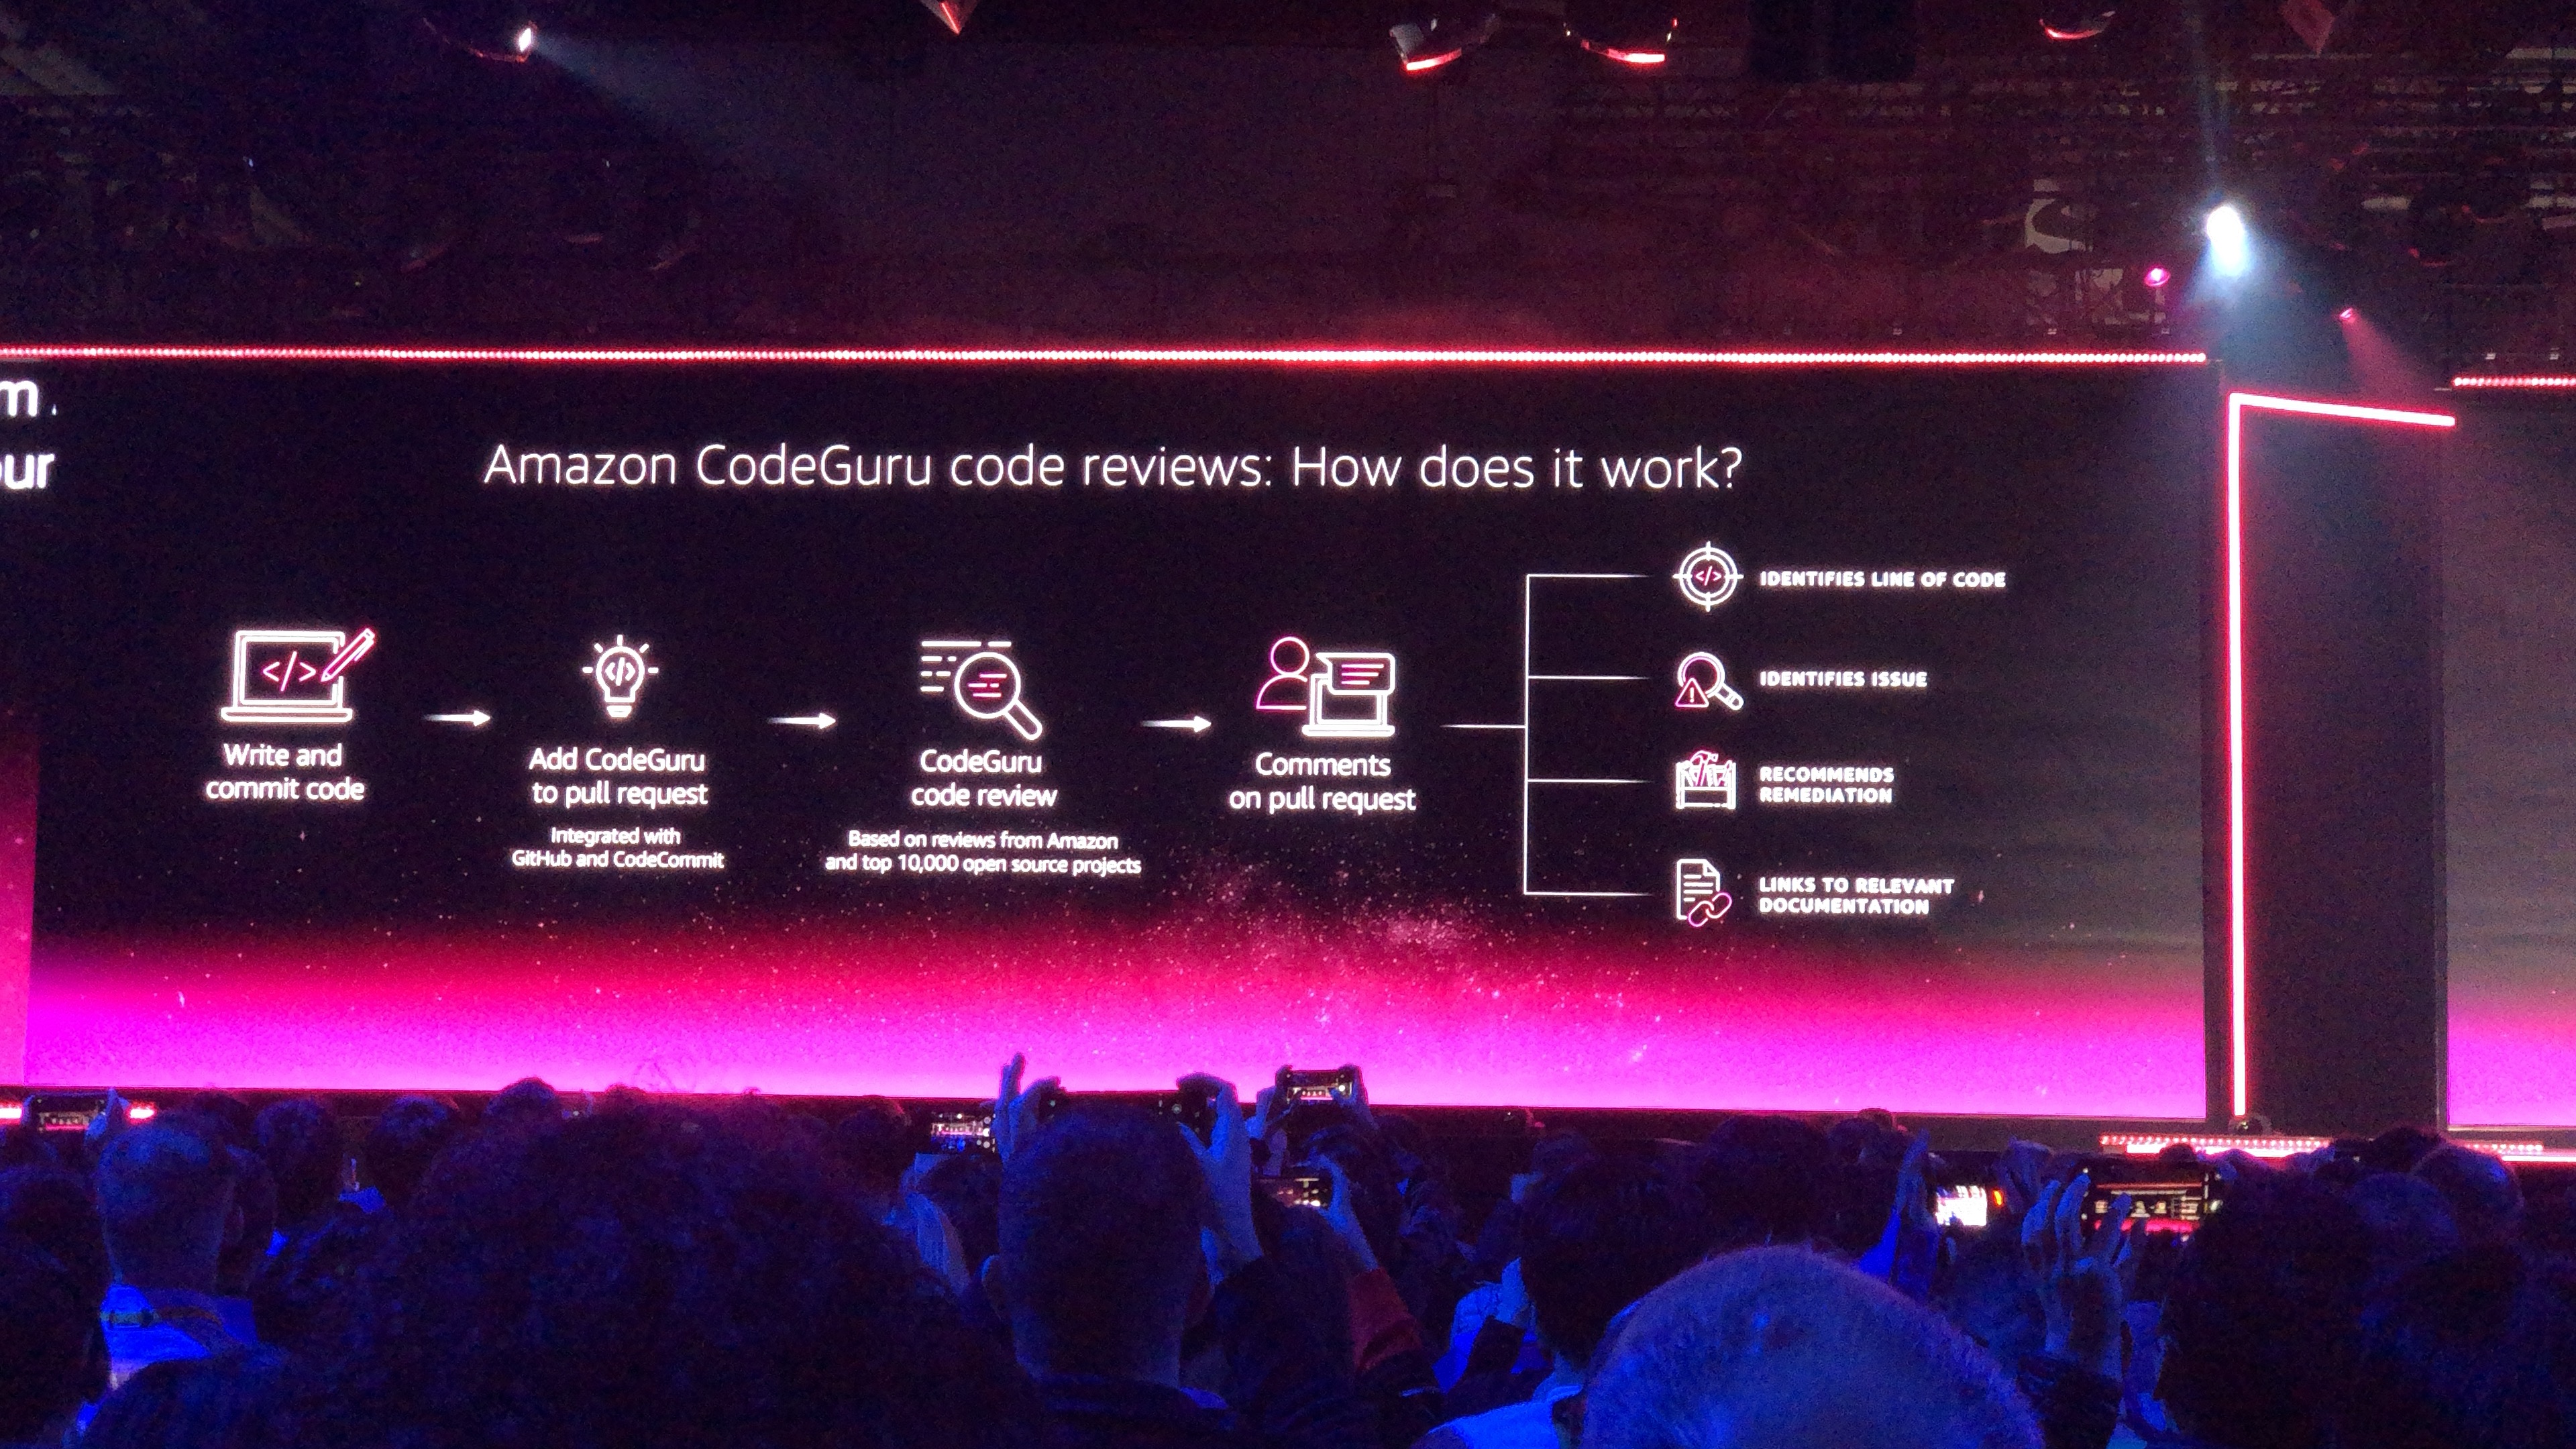 m
our
Amazon CodeGuru code reviews: How does it work?
Write and
commit code
Add CodeGuru
to pull request
Integrated with
GitHub and CodeCommit
CodeGuru
code review
Based on reviews from Amazon
and top 10,000 open source projects
Comments
on pull request
IDENTIFIES LINE OF CODE
IDENTIFIES ISSUE
RECOMMENDS
REMEDIATION
LINKS TO RELEVANT
DOCUMENTATION